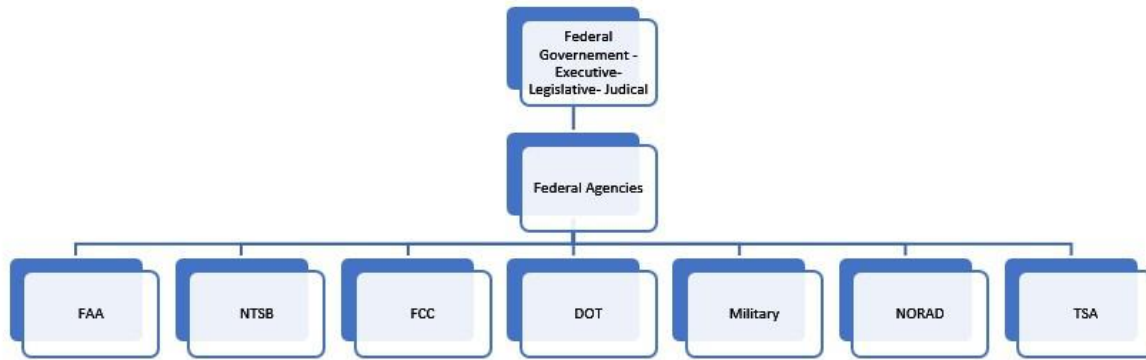 Federal
Governement -
Executive-
Legislative- Judical
Federal Agencies
FAA
NTSB
FCC
DOT
Military
NORAD
TSA